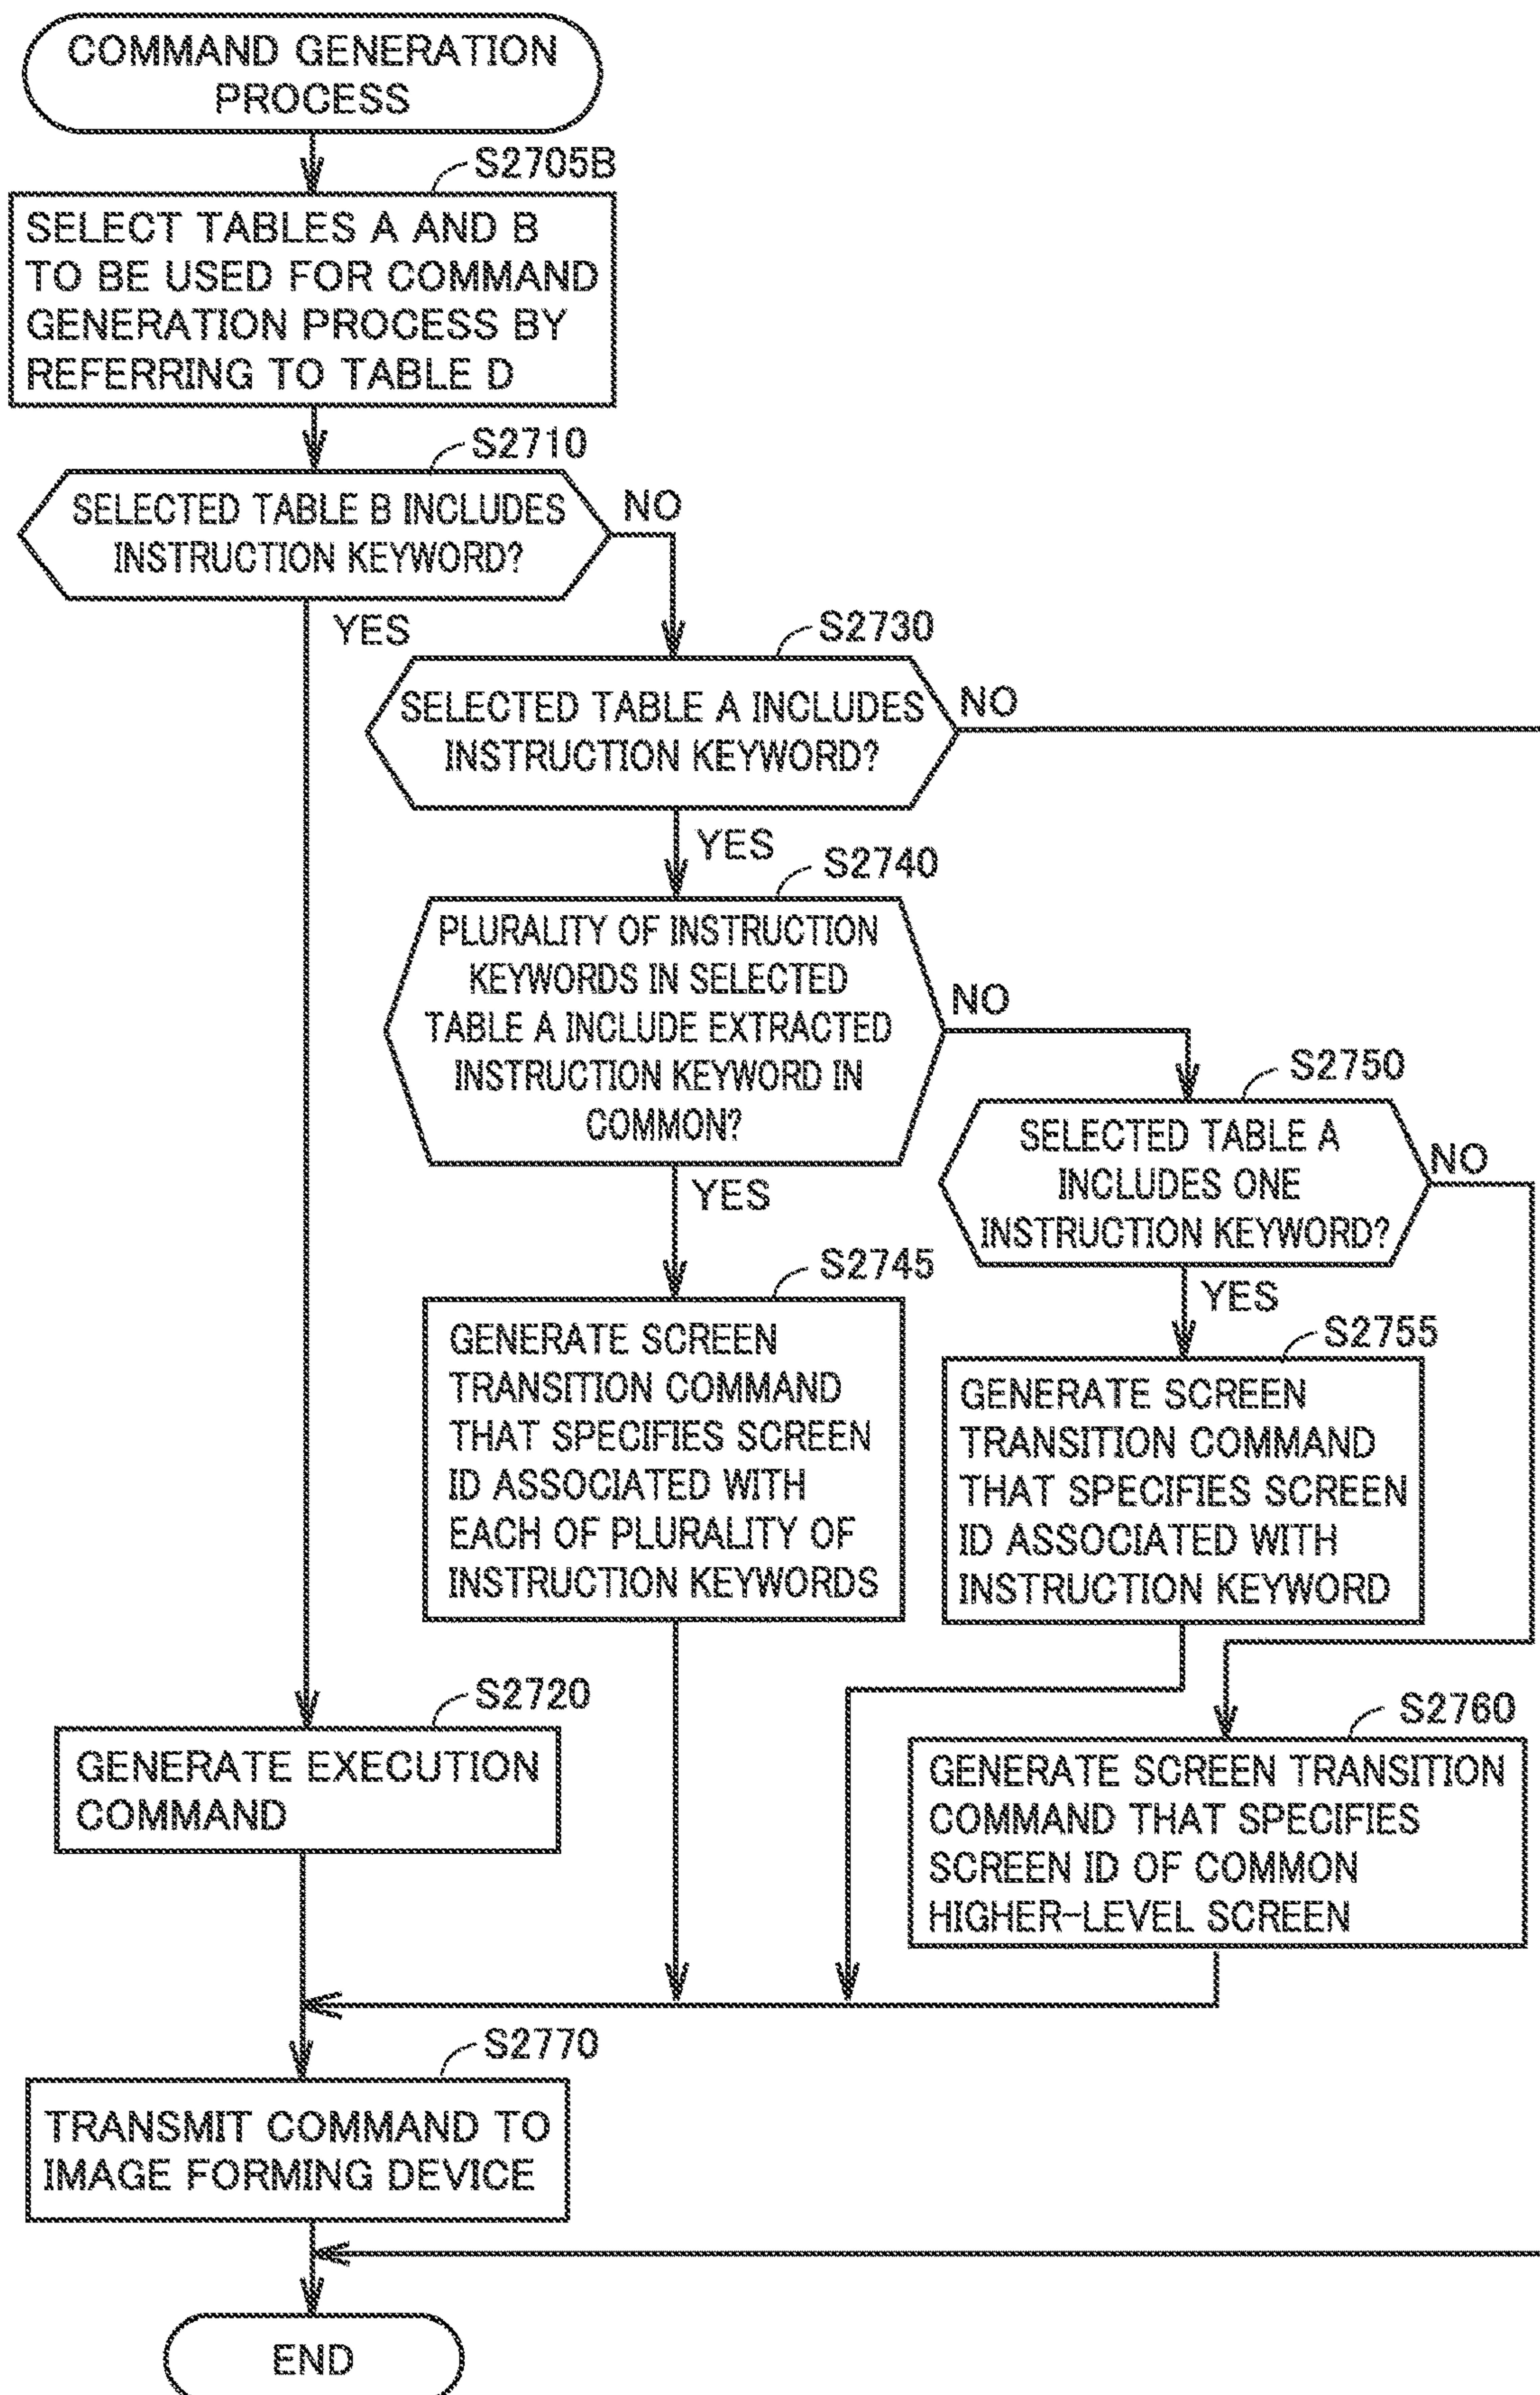 COMMAND GENERATION
PROCESS
S2705B
SELECT TABLES A AND B
TO BE USED FOR COMMAND
GENERATION PROCESS BY
REFERRING TO TABLE D
S2710
SELECTED TABLE B INCLUDES
INSTRUCTION KEYWORD?
NO
YES
S2730
SELECTED TABLE A INCLUDES
INSTRUCTION KEYWORD?
NO
YES
S2740
PLURALITY OF INSTRUCTION
KEYWORDS IN SELECTED
TABLE A INCLUDE EXTRACTED
INSTRUCTION KEYWORD IN
COMMON?
NO
YES
S2750
SELECTED TABLE A
INCLUDES ONE
INSTRUCTION KEYWORD?
NO
YES
S2745
GENERATE SCREEN
TRANSITION COMMAND
THAT SPECIFIES SCREEN
ID ASSOCIATED WITH
EACH OF PLURALITY OF
INSTRUCTION KEYWORDS
S2755
GENERATE SCREEN
TRANSITION COMMAND
THAT SPECIFIES SCREEN
ID ASSOCIATED WITH
INSTRUCTION KEYWORD
S2720
GENERATE EXECUTION
COMMAND
S2760
GENERATE SCREEN TRANSITION
COMMAND THAT SPECIFIES
SCREEN ID OF COMMON
HIGHER-LEVEL SCREEN
S2770
TRANSMIT COMMAND TO
IMAGE FORMING DEVICE
END